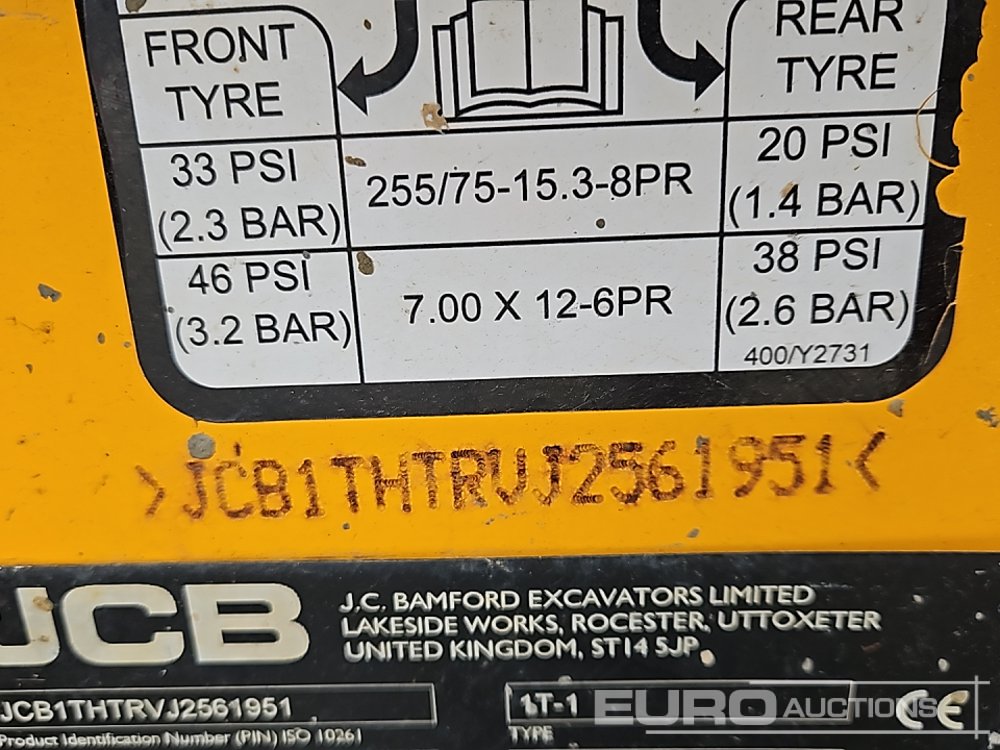 FRONT TYRE
REAR TYRE
33 PSI (2.3 BAR)
255/75-15.3-8PR
20 PSI (1.4 BAR)
46 PSI (3.2 BAR)
7.00 X 12-6PR
38 PSI (2.6 BAR)
400/Y2731
>JCB1THTRVJ2561951<
JCB
J.C. BAMFORD EXCAVATORS LIMITED
LAKESIDE WORKS, ROCESTER, UTTOXETER
UNITED KINGDOM, ST14 5JP
JCB1THTRVJ2561951
Product Identification Number (PIN) ISO 10261
1T-1
TYPE
CE
EURO AUCTIONS